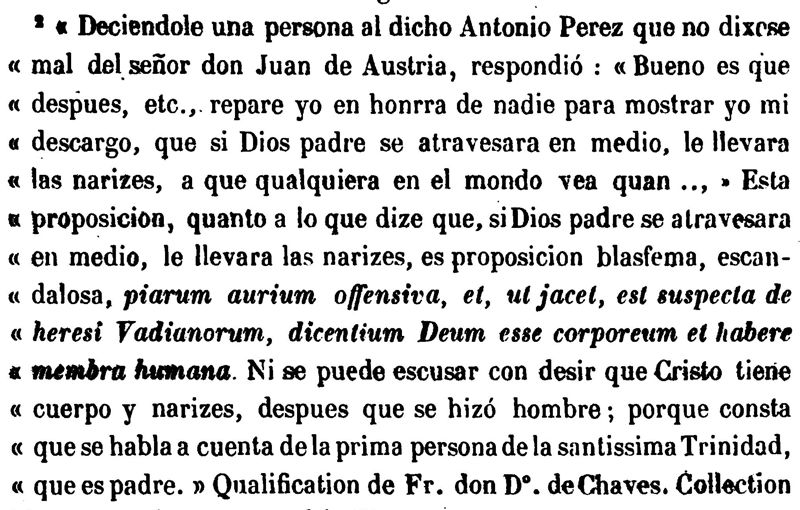 ² « Deciendole una persona al dicho Antonio Perez que no dixese
« mal del señor don Juan de Austria, respondió : « Bueno es que
« despues, etc., repare yo en honrra de nadie para mostrar yo mi
« descargo, que si Dios padre se atravesara en medio, le llevara
« las narizes, a que qualquiera en el mondo vea quan .., » Esta
« proposicion, quanto a lo que dize que, si Dios padre se atravesara
« en medio, le llevara las narizes, es proposicion blasfema, escan-
« dalosa, piarum aurium offensiva, et, ut jacet, est suspecta de
« heresi Vadianorum, dicentium Deum esse corporeum et habere
« membra humana. Ni se puede escusar con desir que Cristo tiene
« cuerpo y narizes, despues que se hizó hombre ; porque consta
« que se habla a cuenta de la prima persona de la santissima Trinidad,
« que es padre. » Qualification de Fr. don D°. de Chaves. Collection